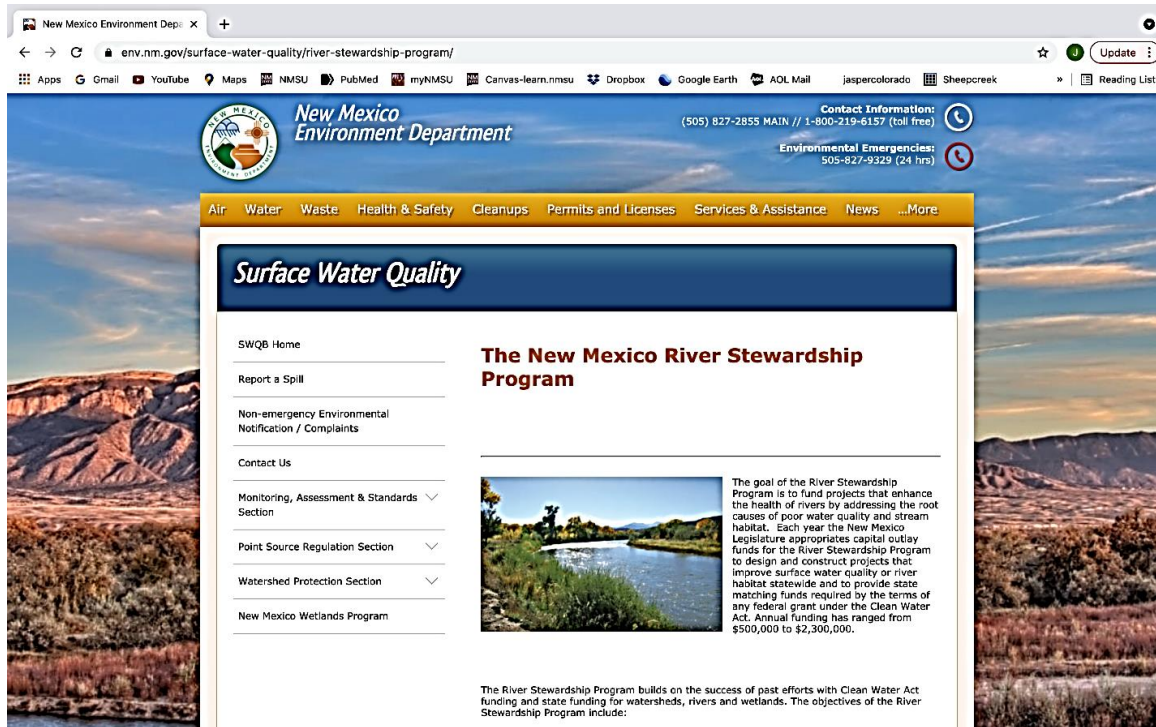 New Mexico Environment Depa
env.nm.gov/surface-water-quality/river-stewardship-program/
J
Update
Apps Gmail YouTube Maps NMSU PubMed myNMSU Canvas-learn.nmsu Dropbox Google Earth AOL Mail jaspercolorado Sheepcreek » Reading List
NEW MEXICO
ENVIRONMENT DEPARTMENT
New Mexico
Environment Department
Contact Information:
(505) 827-2855 MAIN // 1-800-219-6157 (toll free)
Environmental Emergencies:
505-827-9329 (24 hrs)
Air Water Waste Health & Safety Cleanups Permits and Licenses Services & Assistance News ...More
Surface Water Quality
SWQB Home
Report a Spill
Non-emergency Environmental
Notification / Complaints
Contact Us
Monitoring, Assessment & Standards
Section
Point Source Regulation Section
Watershed Protection Section
New Mexico Wetlands Program
The New Mexico River Stewardship
Program
The goal of the River Stewardship
Program is to fund projects that enhance
the health of rivers by addressing the root
causes of poor water quality and stream
habitat. Each year the New Mexico
Legislature appropriates capital outlay
funds for the River Stewardship Program
to design and construct projects that
improve surface water quality or river
habitat statewide and to provide state
matching funds required by the terms of
any federal grant under the Clean Water
Act. Annual funding has ranged from
$500,000 to $2,300,000.
The River Stewardship Program builds on the success of past efforts with Clean Water Act
funding and state funding for watersheds, rivers and wetlands. The objectives of the River
Stewardship Program include: